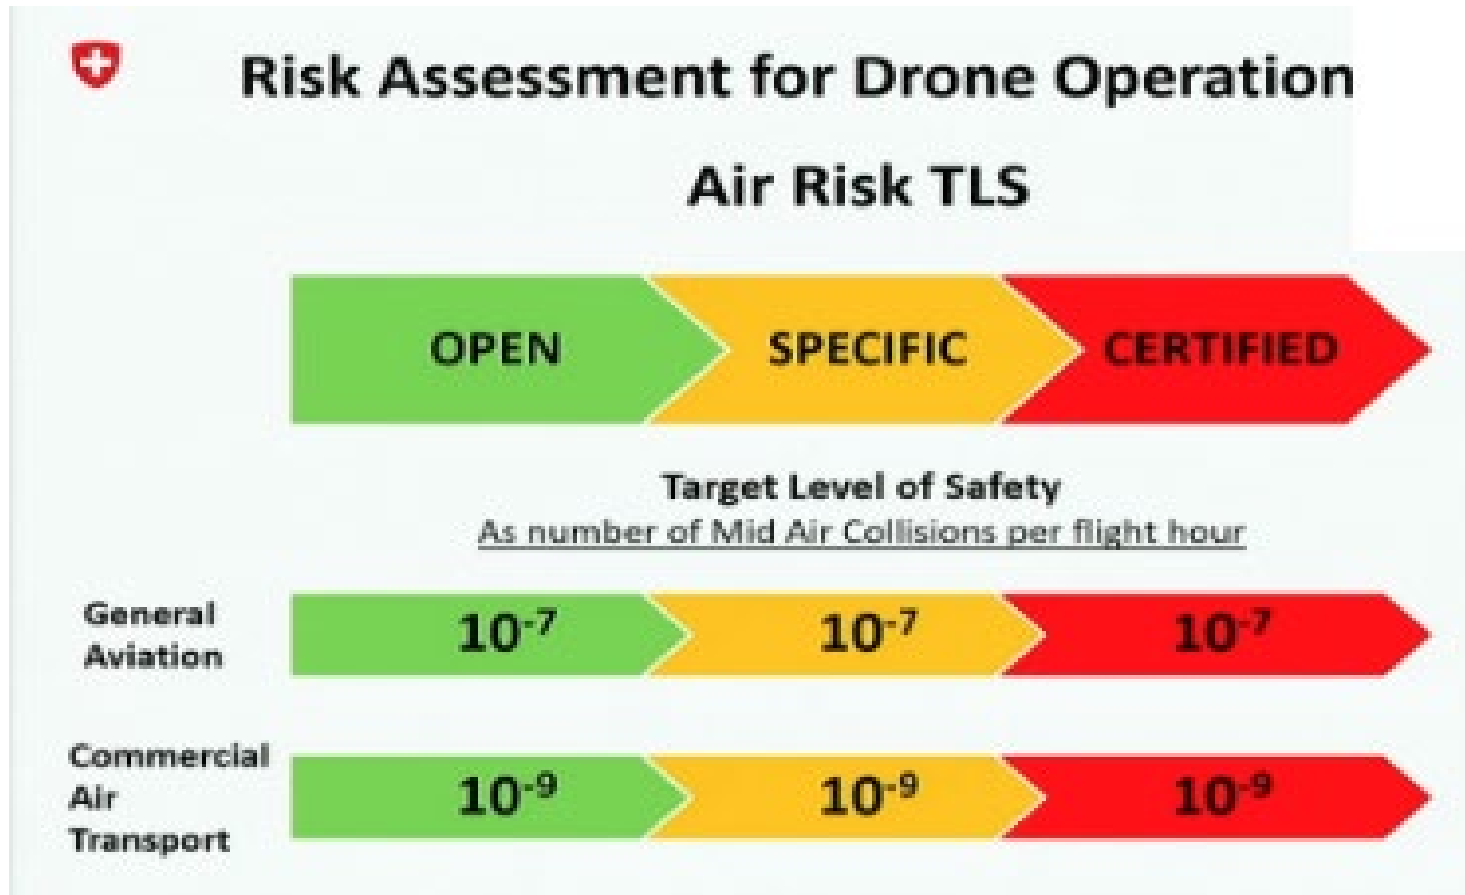 Risk Assessment for Drone Operation
Air Risk TLS
OPEN SPECIFIC CERTIFIED
Target Level of Safety
As number of Mid Air Collisions per flight hour
General
Aviation
10⁻⁷ 10⁻⁷ 10⁻⁷
Commercial
Air
Transport
10⁻⁹ 10⁻⁹ 10⁻⁹